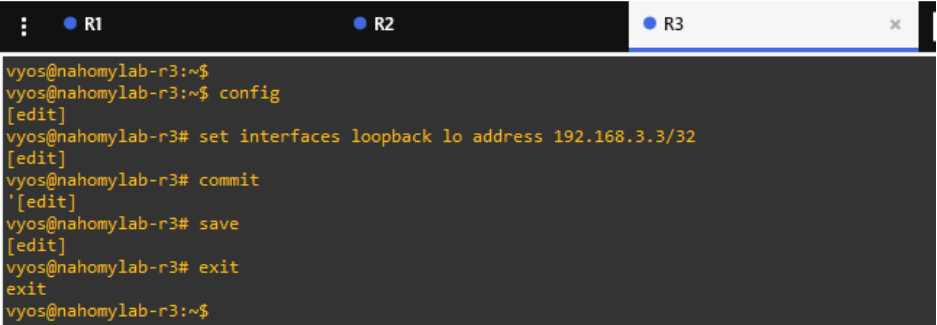 R1 R2 R3 ×
vyos@nahomylab-r3:~$
vyos@nahomylab-r3:~$ config
[edit]
vyos@nahomylab-r3# set interfaces loopback lo address 192.168.3.3/32
[edit]
vyos@nahomylab-r3# commit
'[edit]
vyos@nahomylab-r3# save
[edit]
vyos@nahomylab-r3# exit
exit
vyos@nahomylab-r3:~$